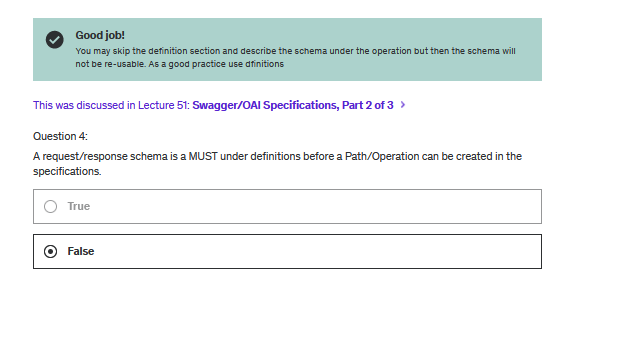 Good job!
You may skip the definition section and describe the schema under the operation but then the schema will
not be re-usable. As a good practice use dfinitions
This was discussed in Lecture 51: Swagger/OAI Specifications, Part 2 of 3 >
Question 4:
A request/response schema is a MUST under definitions before a Path/Operation can be created in the
specifications.
True
False